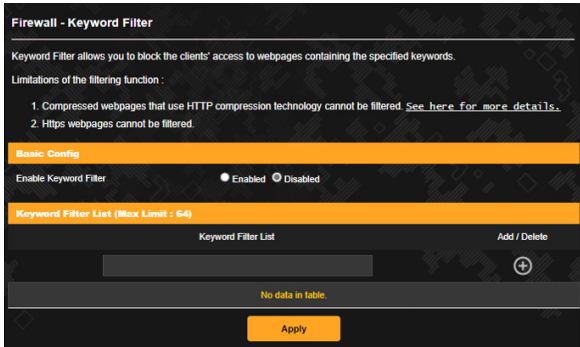 Firewall - Keyword Filter
Keyword Filter allows you to block the clients' access to webpages containing the specified keywords.
Limitations of the filtering function :
1. Compressed webpages that use HTTP compression technology cannot be filtered. See here for more details.
2. Https webpages cannot be filtered.
Basic Config
Enable Keyword Filter Enabled Disabled
Keyword Filter List (Max Limit : 64)
Keyword Filter List Add / Delete
No data in table.
Apply